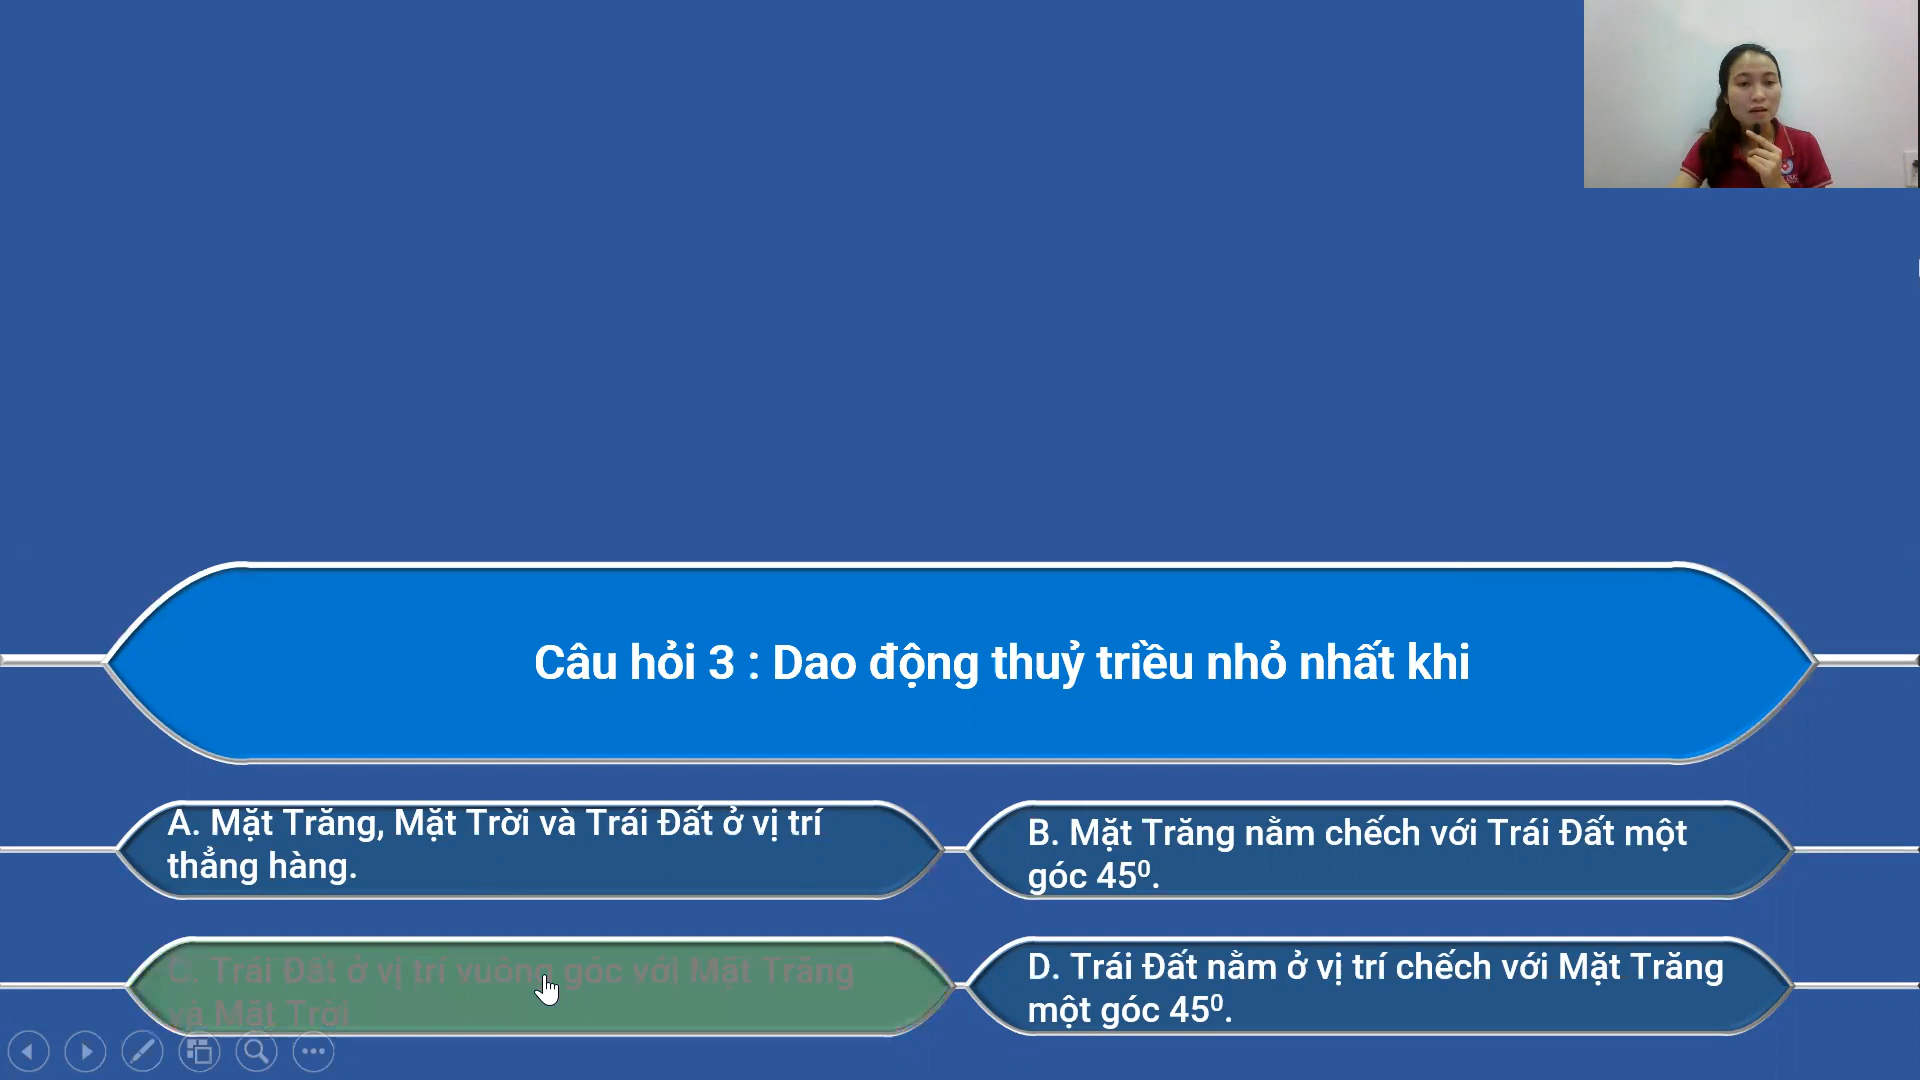 Câu hỏi 3 : Dao động thuỷ triều nhỏ nhất khi
A. Mặt Trăng, Mặt Trời và Trái Đất ở vị trí
thẳng hàng.
B. Mặt Trăng nằm chếch với Trái Đất một
góc 45⁰.
C. Trái Đất ở vị trí vuông góc với Mặt Trăng
và Mặt Trời
D. Trái Đất nằm ở vị trí chếch với Mặt Trăng
một góc 45⁰.